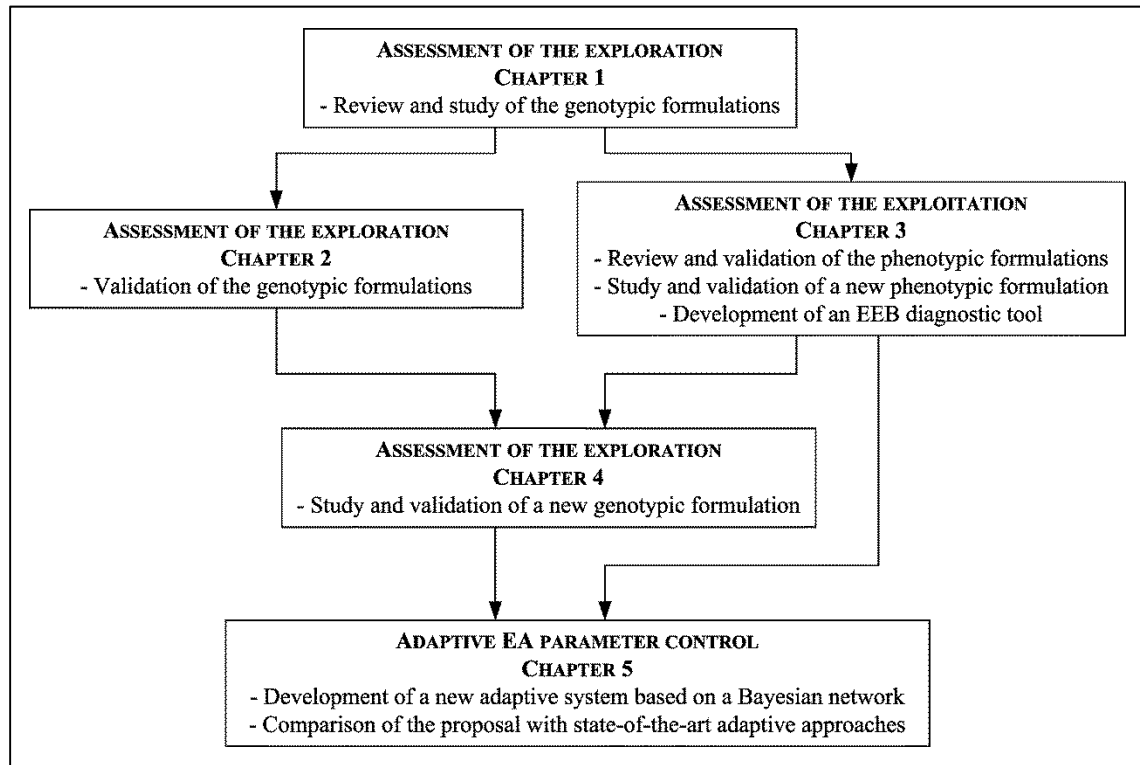 ASSESSMENT OF THE EXPLORATION
CHAPTER 1
- Review and study of the genotypic formulations
ASSESSMENT OF THE EXPLORATION
CHAPTER 2
- Validation of the genotypic formulations
ASSESSMENT OF THE EXPLOITATION
CHAPTER 3
- Review and validation of the phenotypic formulations
- Study and validation of a new phenotypic formulation
- Development of an EEB diagnostic tool
ASSESSMENT OF THE EXPLORATION
CHAPTER 4
- Study and validation of a new genotypic formulation
ADAPTIVE EA PARAMETER CONTROL
CHAPTER 5
- Development of a new adaptive system based on a Bayesian network
- Comparison of the proposal with state-of-the-art adaptive approaches